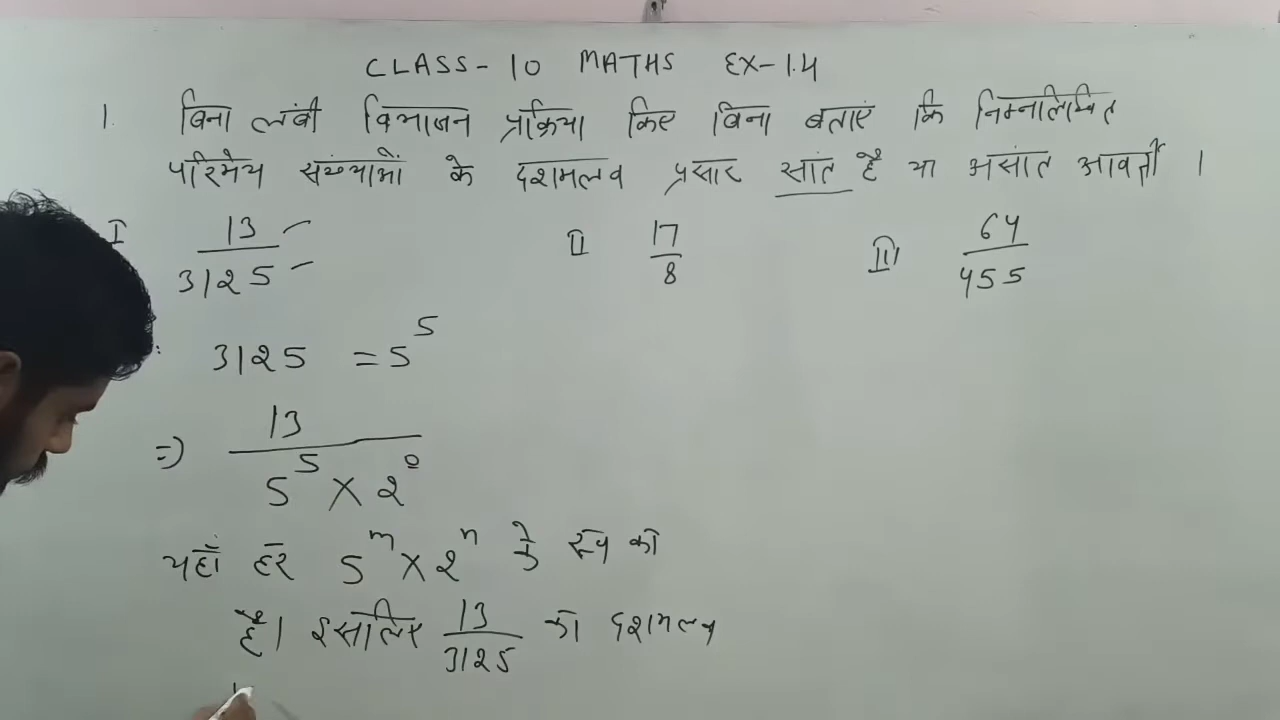 CLASS-10 MATHS EX-1.4
1. बिना लंबी विभाजन प्रक्रिया किए बिना बताएं कि निम्नलिखित
परिमेय संख्याओं के दशमलव प्रसार सांत है या असांत आवर्ती ।
I 13/3125 II 17/8 III 64/455
3125 = 5^5
=) 13/(5^5 × 2^0)
यहाँ हर 5^m × 2^n के रूप का
है। इसलिए 13/3125 का दशमलव